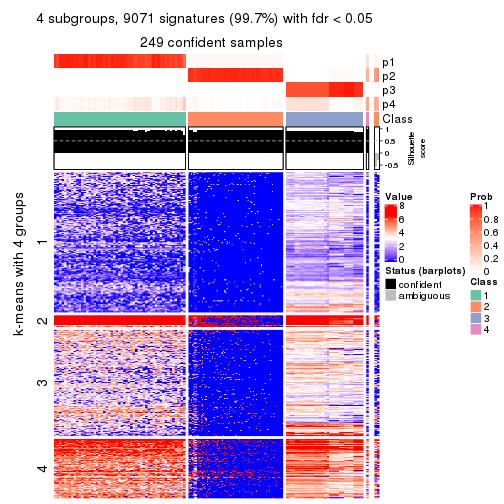 4 subgroups, 9071 signatures (99.7%) with fdr < 0.05
249 confident samples
p1
p2
p3
p4
Class
1
0.5
0
-0.5
Silhouette
score
k-means with 4 groups
1
2
3
4
Value
8
6
4
2
0
Status (barplots)
confident
ambiguous
Prob
1
0.8
0.6
0.4
0.2
0
Class
1
2
3
4